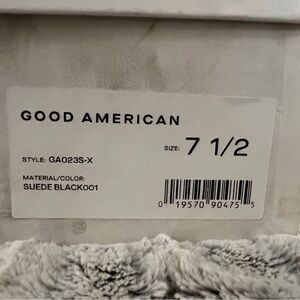 GOOD AMERICAN
SIZE: 7 1/2
STYLE: GA023S-X
MATERIAL/COLOR:
SUEDE BLACK001
0 19570 90475 5